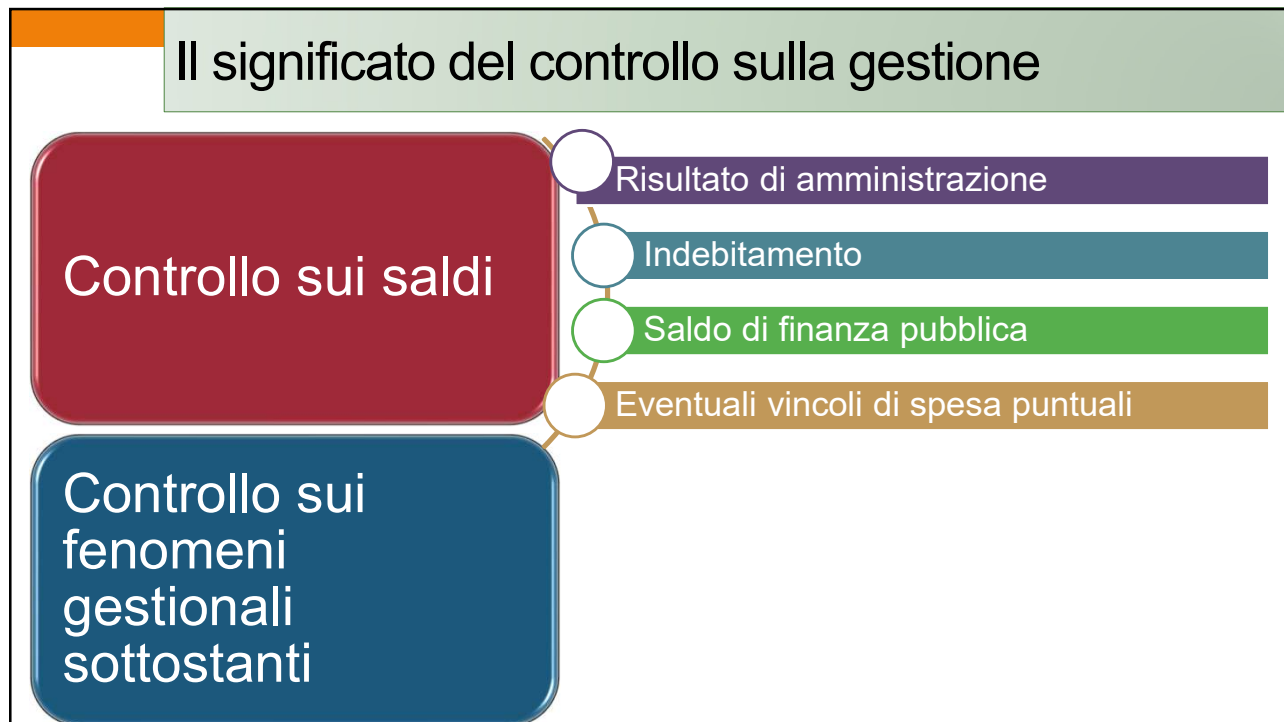 Il significato del controllo sulla gestione
Controllo sui saldi
Risultato di amministrazione
Indebitamento
Saldo di finanza pubblica
Eventuali vincoli di spesa puntuali
Controllo sui
fenomeni
gestionali
sottostanti